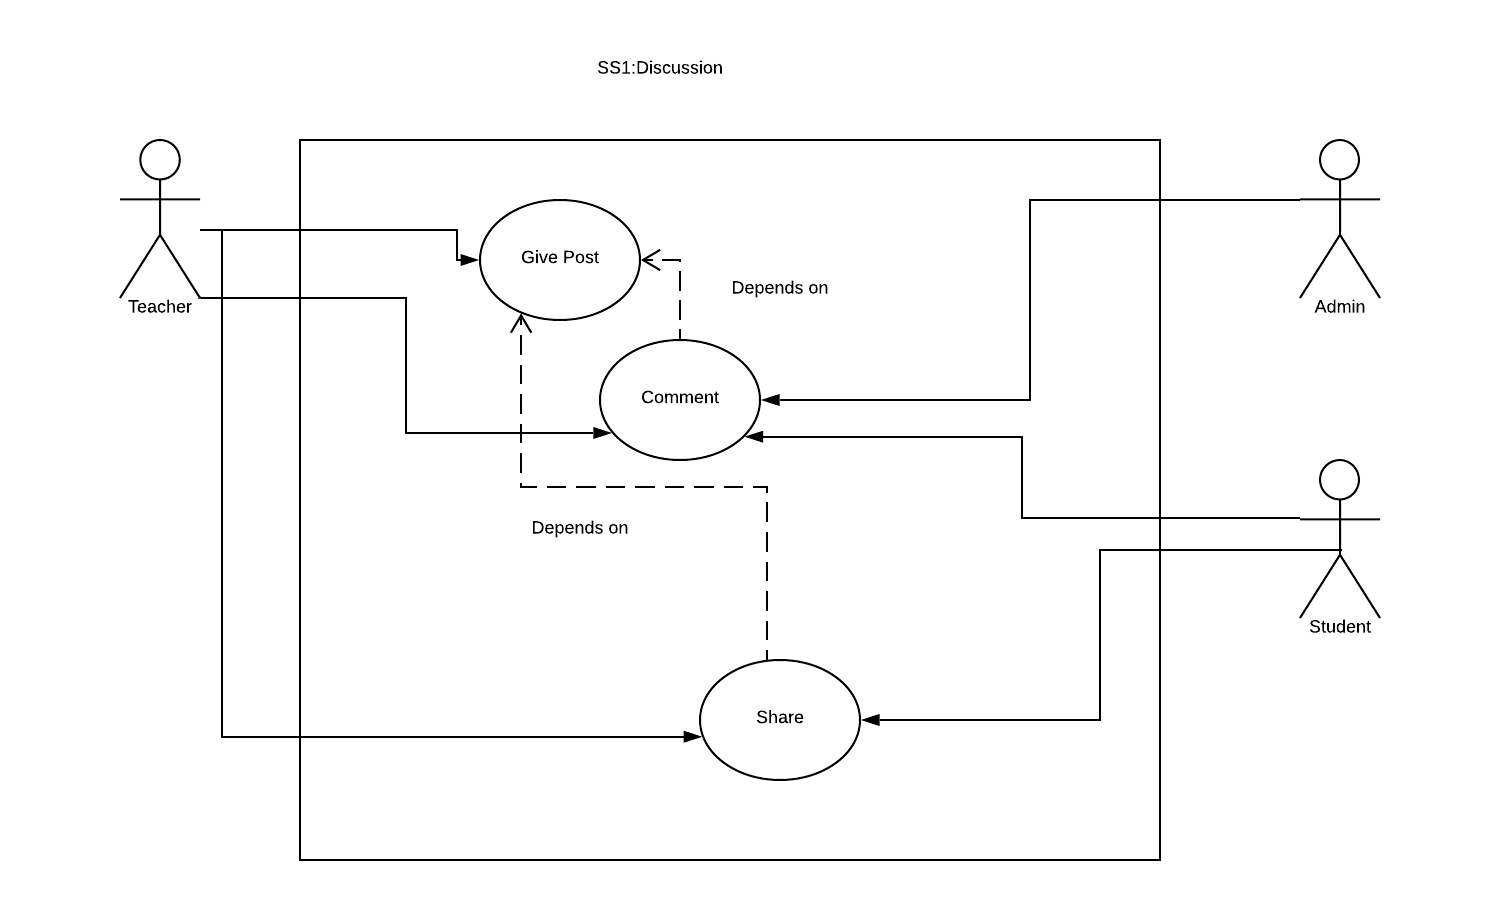 SS1:Discussion
Give Post
Depends on
Teacher
Admin
Comment
Depends on
Student
Share